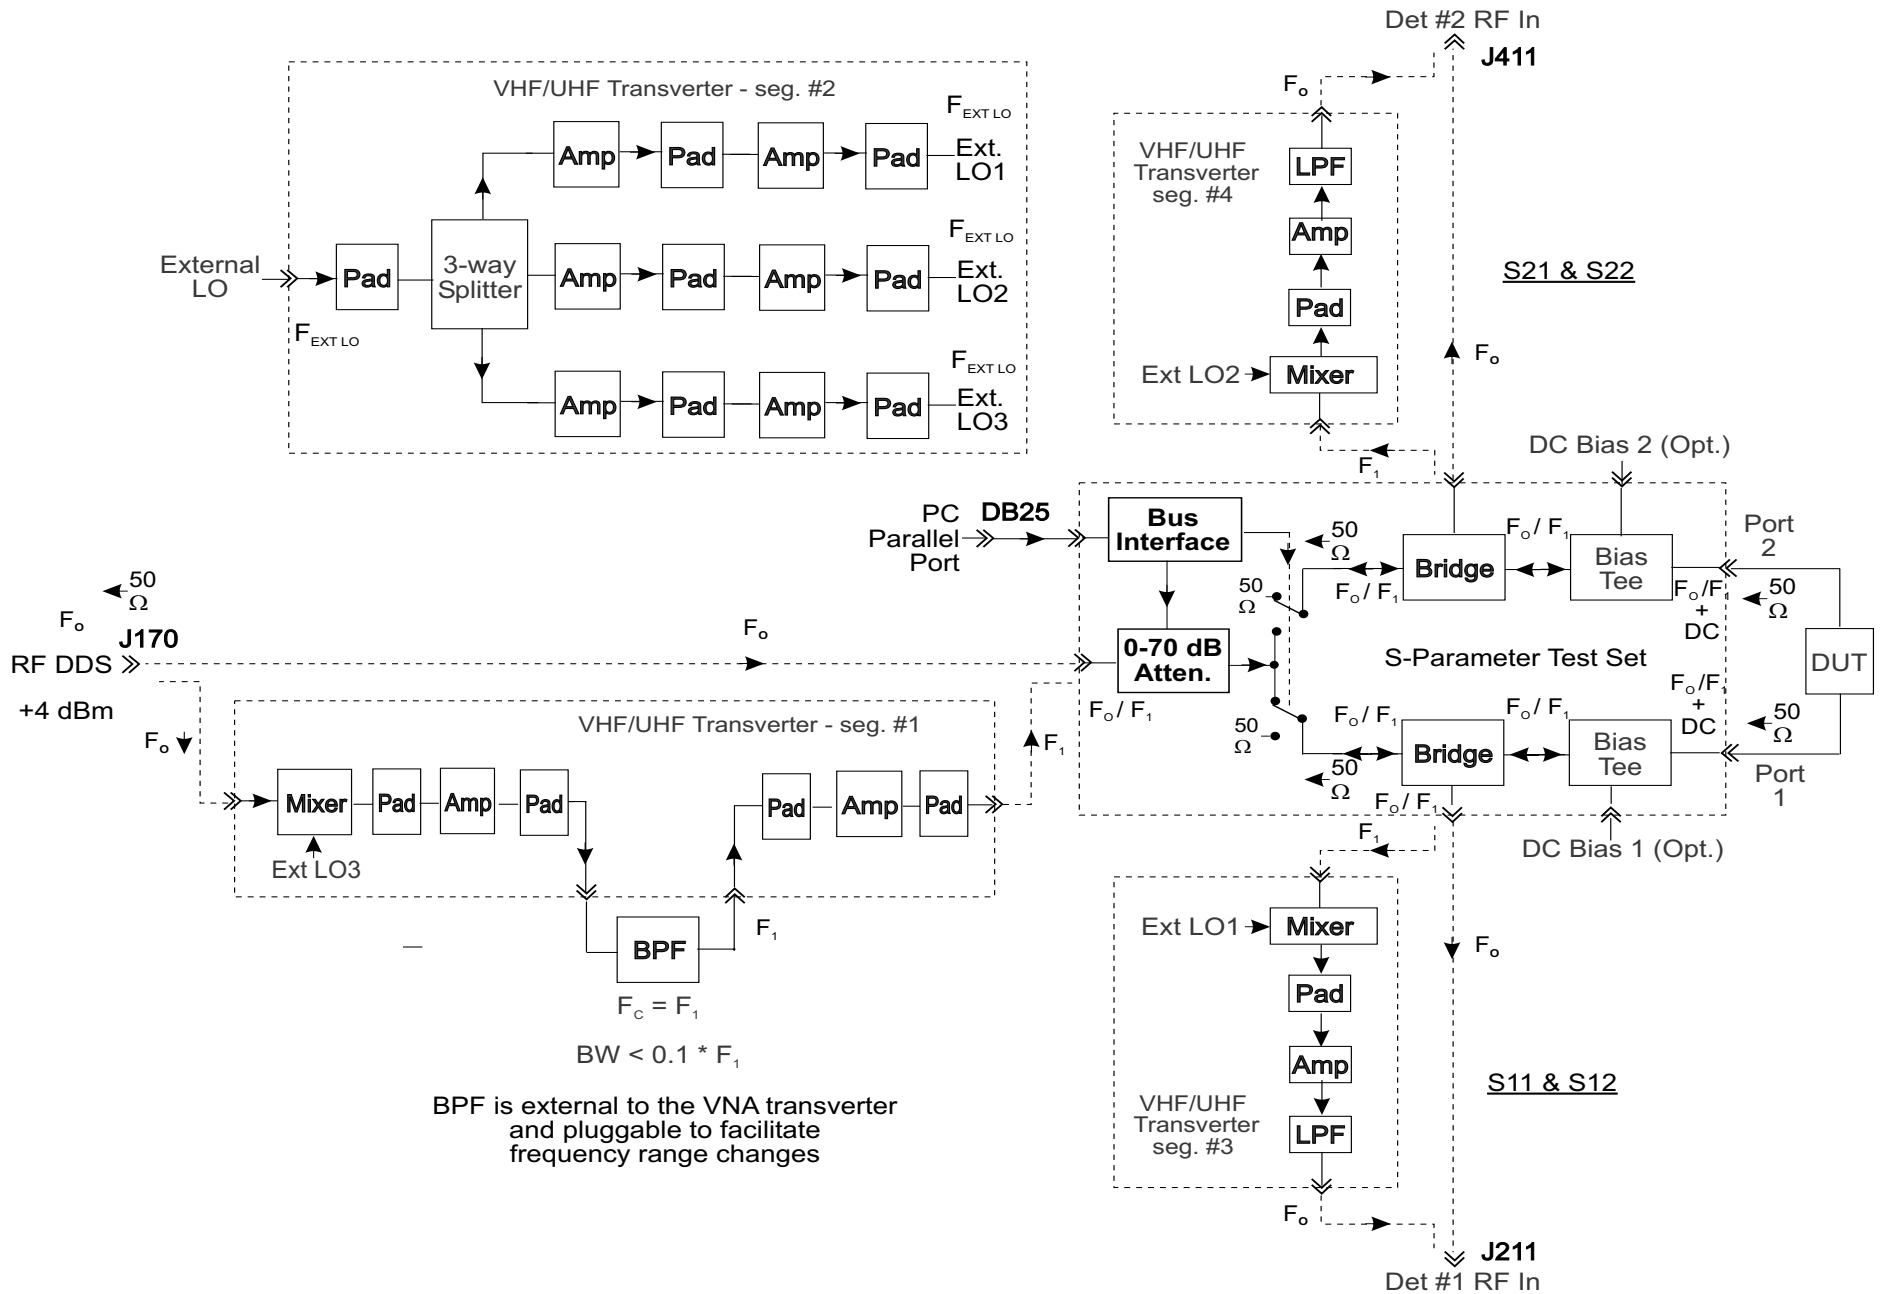 Det #2 RF In
J411
VHF/UHF Transverter - seg. #2
F EXT LO
Amp
Pad
Amp
Pad
Ext.
LO1
External
LO
Pad
F EXT LO
3-way
Splitter
F EXT LO
Amp
Pad
Amp
Pad
Ext.
LO2
F EXT LO
Amp
Pad
Amp
Pad
Ext.
LO3
Fo
VHF/UHF
Transverter
seg. #4
LPF
Amp
Pad
Ext LO2
Mixer
F1
Fo
S21 & S22
DC Bias 2 (Opt.)
PC
Parallel
Port
DB25
Bus
Interface
0-70 dB
Atten.
FO / F1
50
Ω
50
Ω
FO / F1
Bridge
FO / F1
Bias
Tee
Port
2
FO/F1
+
DC
50
Ω
S-Parameter Test Set
DUT
50
Ω
50
Ω
FO / F1
Bridge
FO / F1
Bias
Tee
FO/F1
+
DC
50
Ω
Port
1
FO / F1
DC Bias 1 (Opt.)
50
Ω
Fo
J170
RF DDS
+4 dBm
Fo
Fo
VHF/UHF Transverter - seg. #1
Mixer
Pad
Amp
Pad
Ext LO3
Pad
Amp
Pad
F1
BPF
F1
FC = F1
BW < 0.1 * F1
BPF is external to the VNA transverter
and pluggable to facilitate
frequency range changes
F1
Ext LO1
Mixer
Pad
Amp
LPF
VHF/UHF
Transverter
seg. #3
Fo
Fo
S11 & S12
J211
Det #1 RF In